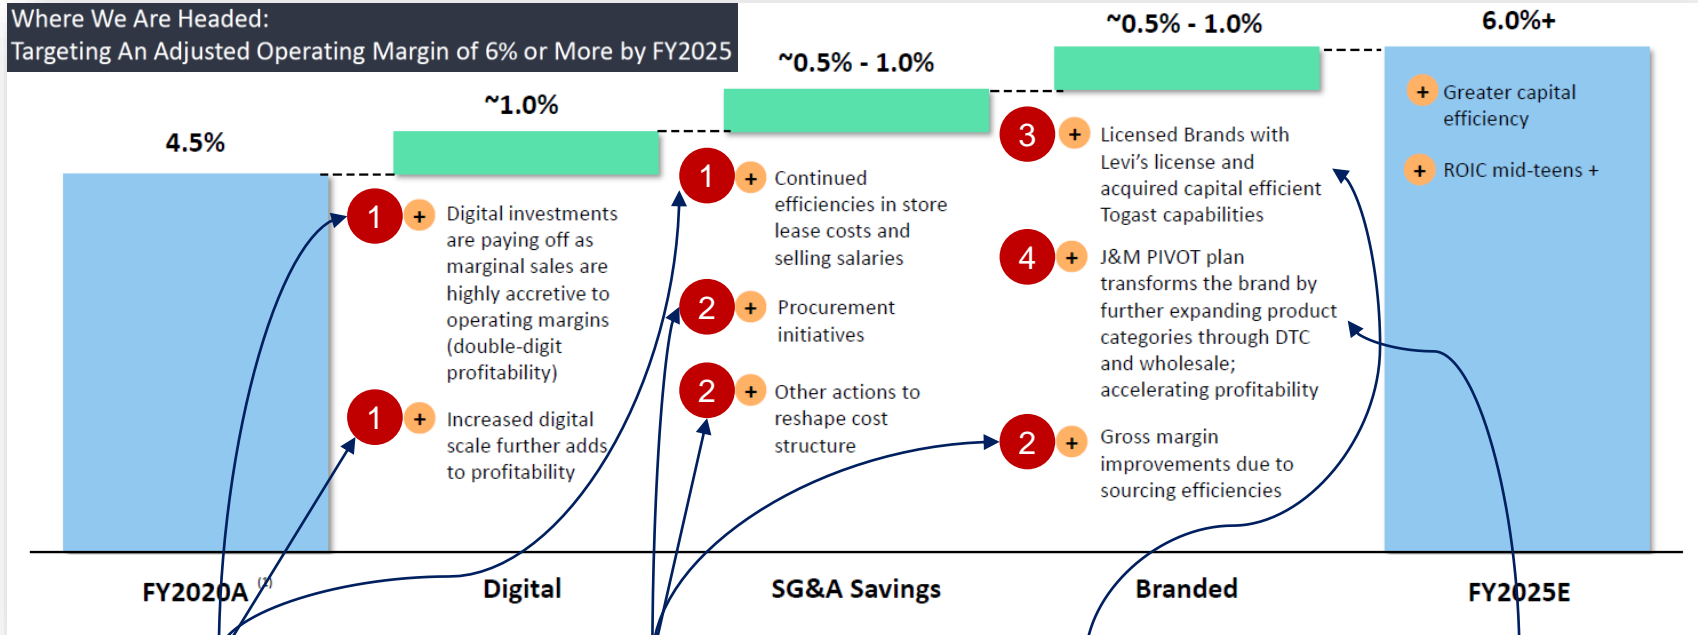 Where We Are Headed:
Targeting An Adjusted Operating Margin of 6% or More by FY2025
4.5%
~1.0%
~0.5% - 1.0%
~0.5% - 1.0%
6.0%+
1
+
Digital investments
are paying off as
marginal sales are
highly accretive to
operating margins
(double-digit
profitability)
1
+
Increased digital
scale further adds
to profitability
1
+
Continued
efficiencies in store
lease costs and
selling salaries
2
+
Procurement
initiatives
2
+
Other actions to
reshape cost
structure
3
+
Licensed Brands with
Levi's license and
acquired capital efficient
Togast capabilities
4
+
J&M PIVOT plan
transforms the brand by
further expanding product
categories through DTC
and wholesale;
accelerating profitability
2
+
Gross margin
improvements due to
sourcing efficiencies
+
Greater capital
efficiency
+
ROIC mid-teens +
FY2020A (1)
Digital
SG&A Savings
Branded
FY2025E